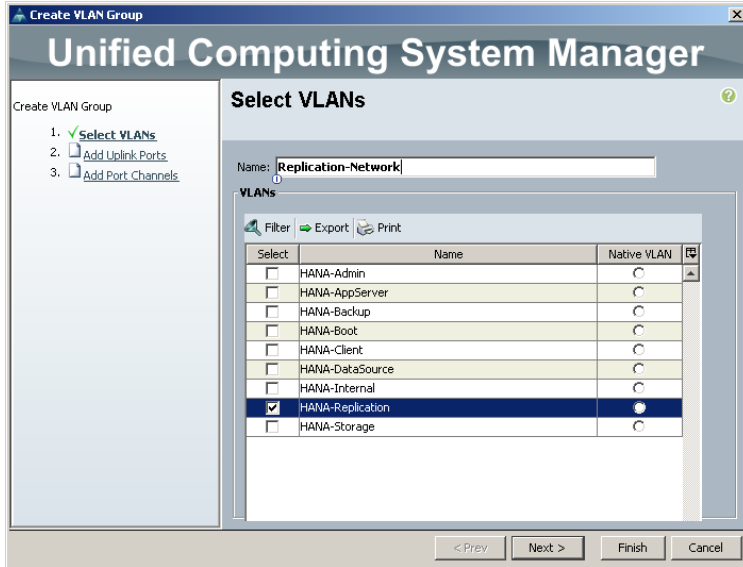 Create VLAN Group
Unified Computing System Manager
Create VLAN Group
1. Select VLANs
2. Add Uplink Ports
3. Add Port Channels
Select VLANs
Name: Replication-Network
VLANs
Filter Export Print
Select Name Native VLAN
HANA-Admin
HANA-AppServer
HANA-Backup
HANA-Boot
HANA-Client
HANA-DataSource
HANA-Internal
HANA-Replication
HANA-Storage
< Prev Next > Finish Cancel